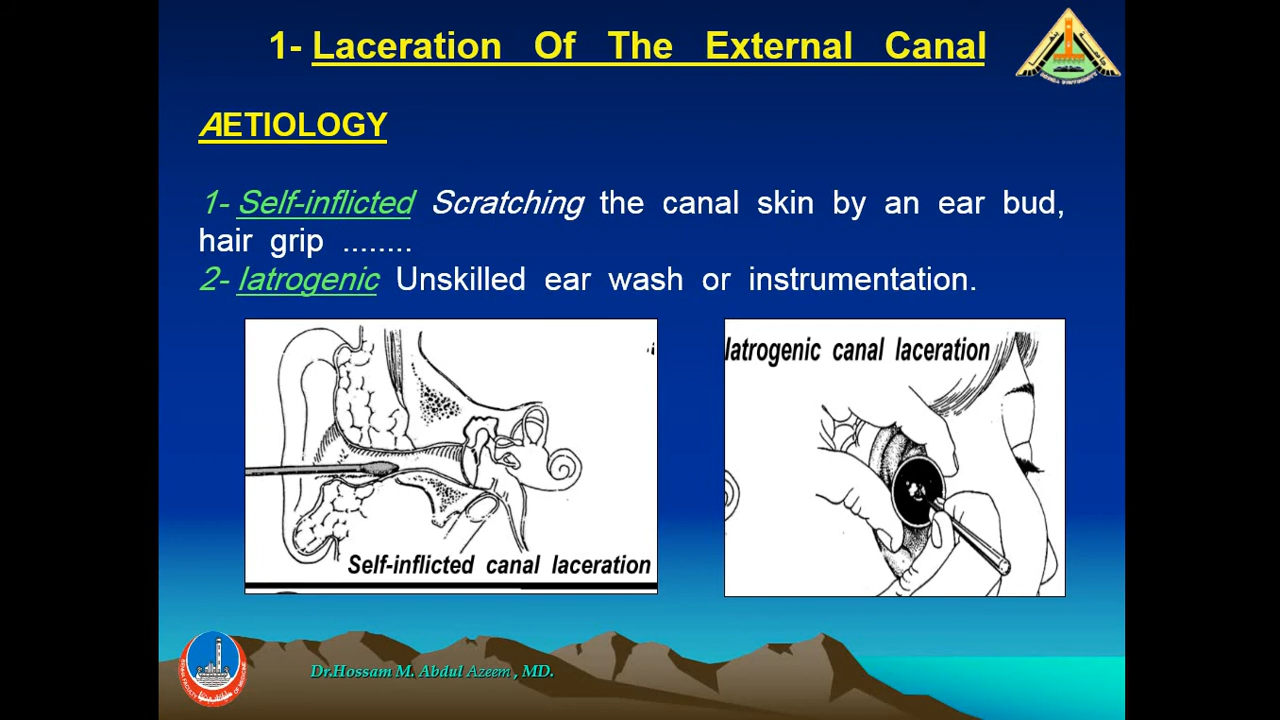 1- Laceration Of The External Canal
AETIOLOGY
1- Self-inflicted Scratching the canal skin by an ear bud,
hair grip ........
2- Iatrogenic Unskilled ear wash or instrumentation.
Self-inflicted canal laceration
Iatrogenic canal laceration
Dr.Hossam M. Abdul Azeem , MD.